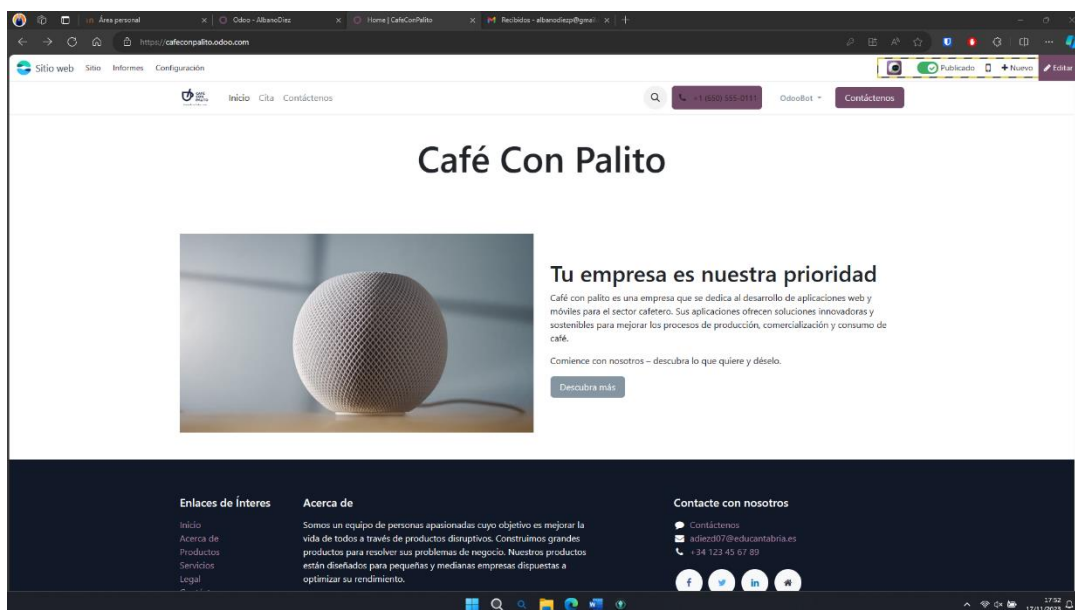 Área personal
Odoo - AlbanoDiez
Home | CafeConPalito
Recibidos - albanodiezp@gmail
https://cafeconpalito.odoo.com
Sitio web Sitio Informes Configuración
Publicado + Nuevo Editar
Inicio Cita Contáctenos
+1 (650) 555-0111
OdooBot
Contáctenos
Café Con Palito
Tu empresa es nuestra prioridad
Café con palito es una empresa que se dedica al desarrollo de aplicaciones web y
móviles para el sector cafetero. Sus aplicaciones ofrecen soluciones innovadoras y
sostenibles para mejorar los procesos de producción, comercialización y consumo de
café.
Comience con nosotros – descubra lo que quiere y déselo.
Descubra más
Enlaces de Ínteres
Inicio
Acerca de
Productos
Servicios
Legal
Acerca de
Somos un equipo de personas apasionadas cuyo objetivo es mejorar la
vida de todos a través de productos disruptivos. Construimos grandes
productos para resolver sus problemas de negocio. Nuestros productos
están diseñados para pequeñas y medianas empresas dispuestas a
optimizar su rendimiento.
Contacte con nosotros
Contáctenos
adiezd07@educantabria.es
+34 123 45 67 89
17:52
17/11/2023